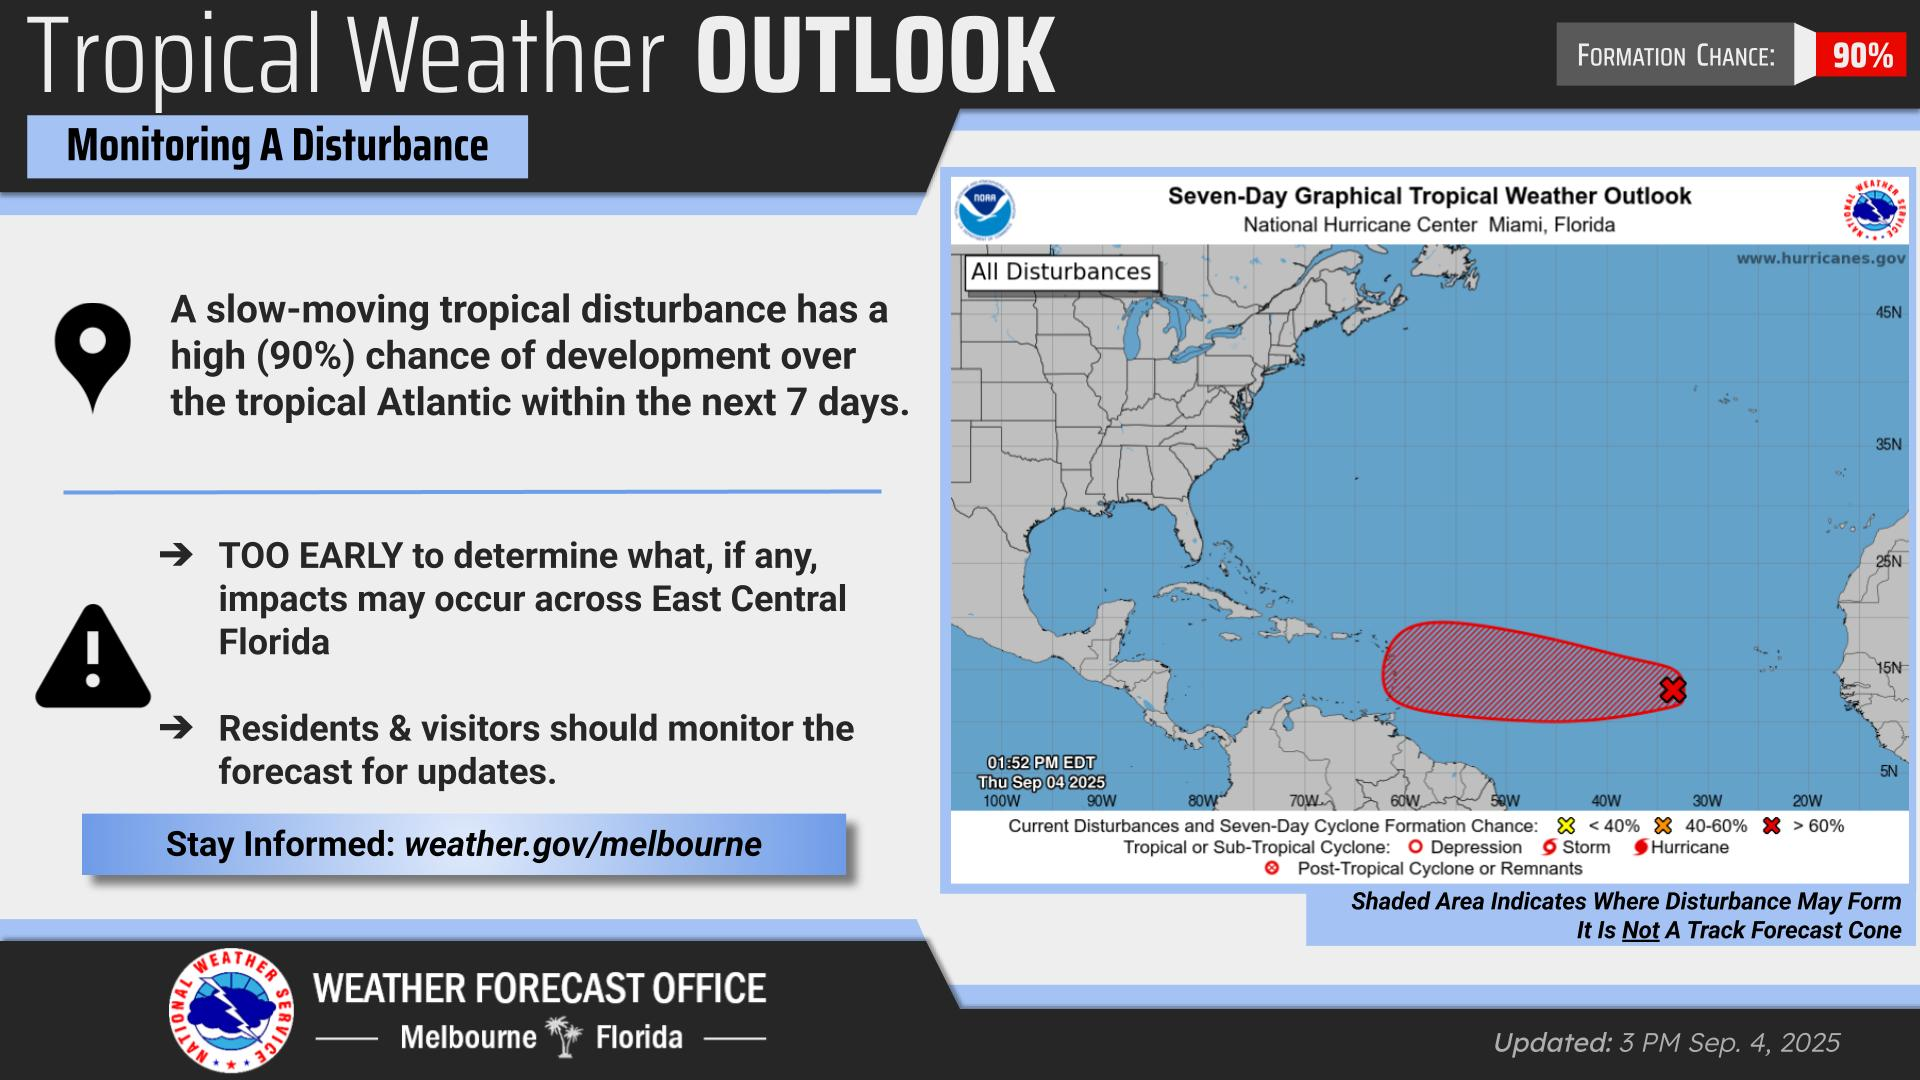 Tropical Weather OUTLOOK
FORMATION CHANCE: 90%
Monitoring A Disturbance
A slow-moving tropical disturbance has a
high (90%) chance of development over
the tropical Atlantic within the next 7 days.
➔ TOO EARLY to determine what, if any,
impacts may occur across East Central
Florida
➔ Residents & visitors should monitor the
forecast for updates.
Stay Informed: weather.gov/melbourne
Seven-Day Graphical Tropical Weather Outlook
National Hurricane Center Miami, Florida
NOAA
NATIONAL WEATHER SERVICE
All Disturbances
www.hurricanes.gov
45N
35N
25N
15N
5N
01:52 PM EDT
Thu Sep 04 2025
100W 90W 80W 70W 60W 50W 40W 30W 20W
Current Disturbances and Seven-Day Cyclone Formation Chance: < 40% 40-60% > 60%
Tropical or Sub-Tropical Cyclone: Depression Storm Hurricane
Post-Tropical Cyclone or Remnants
Shaded Area Indicates Where Disturbance May Form
It Is Not A Track Forecast Cone
NATIONAL WEATHER SERVICE
WEATHER FORECAST OFFICE
Melbourne Florida
Updated: 3 PM Sep. 4, 2025